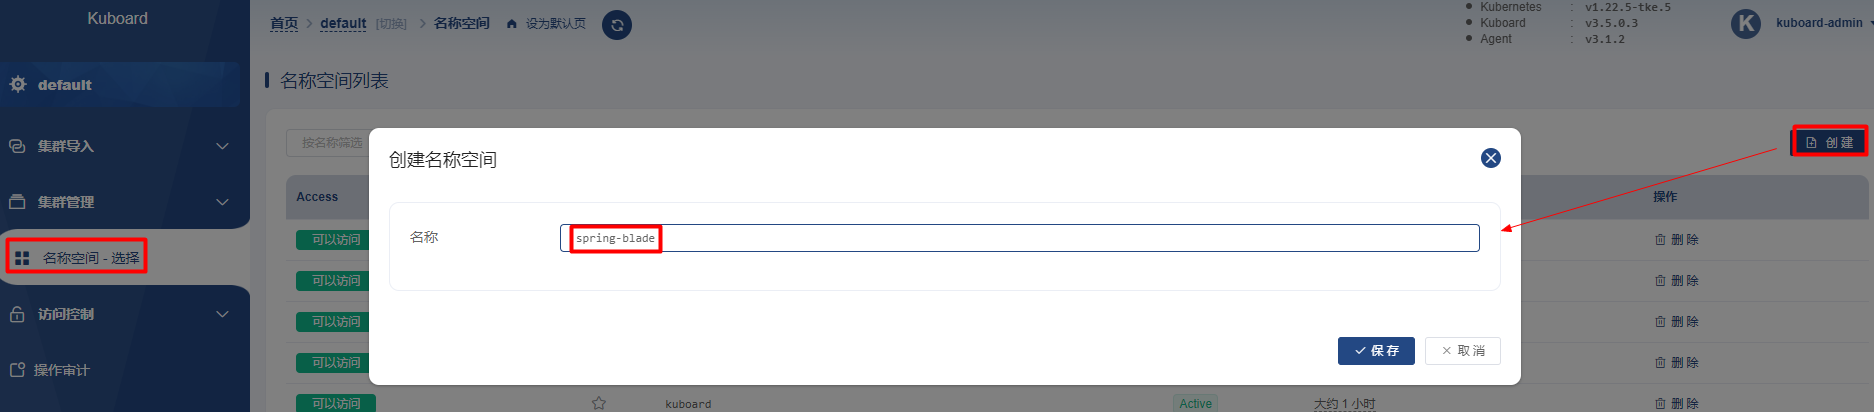 Kuboard
首页 > default [切换] > 名称空间 设为默认页
Kubernetes : v1.22.5-tke.5
Kuboard : v3.5.0.3
Agent : v3.1.2
K kuboard-admin
default
名称空间列表
集群导入
按名称筛选
创建
创建名称空间
Access
操作
集群管理
名称
spring-blade
可以访问
删除
名称空间 - 选择
可以访问
删除
访问控制
可以访问
删除
保存
取消
操作审计
可以访问
删除
可以访问
kuboard
Active
大约 1 小时
删除